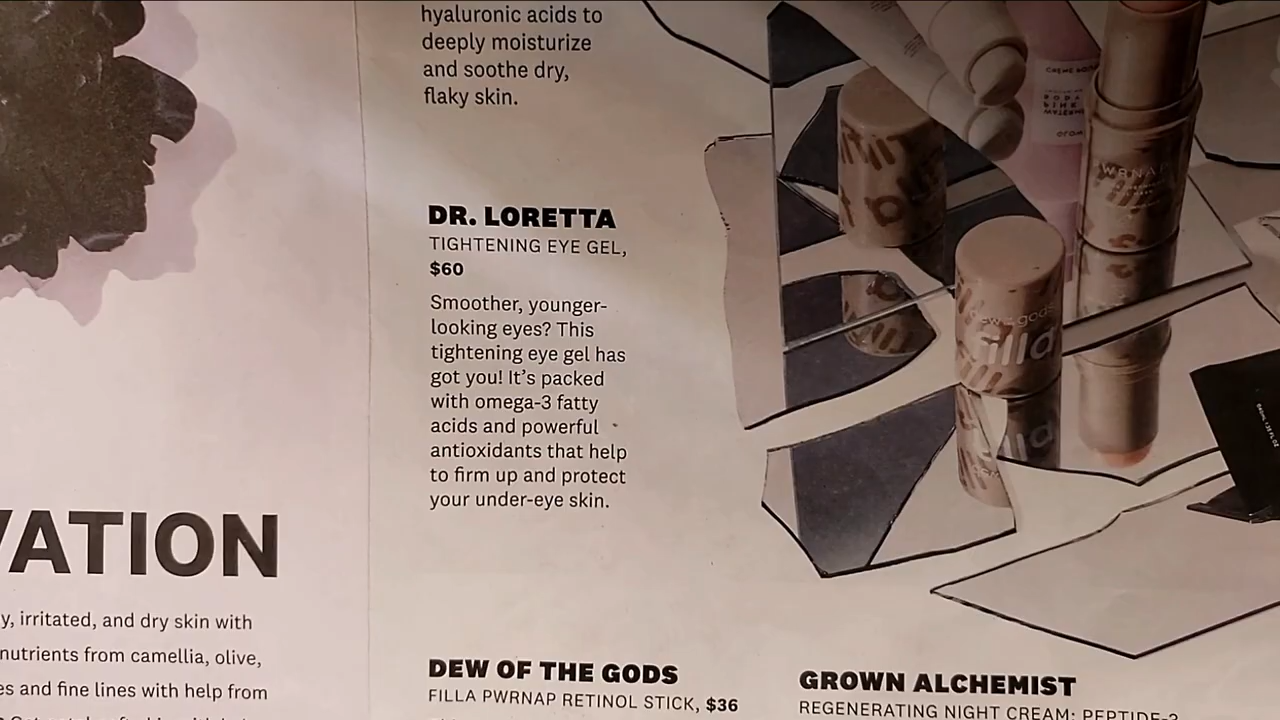 hyaluronic acids to
deeply moisturize
and soothe dry,
flaky skin.
DR. LORETTA
TIGHTENING EYE GEL,
$60
Smoother, younger-
looking eyes? This
tightening eye gel has
got you! It's packed
with omega-3 fatty
acids and powerful
antioxidants that help
to firm up and protect
your under-eye skin.
VATION
y, irritated, and dry skin with
nutrients from camellia, olive,
es and fine lines with help from
DEW OF THE GODS
FILLA PWRNAP RETINOL STICK, $36
GROWN ALCHEMIST
REGENERATING NIGHT CREAM: PEPTIDE-3
filla